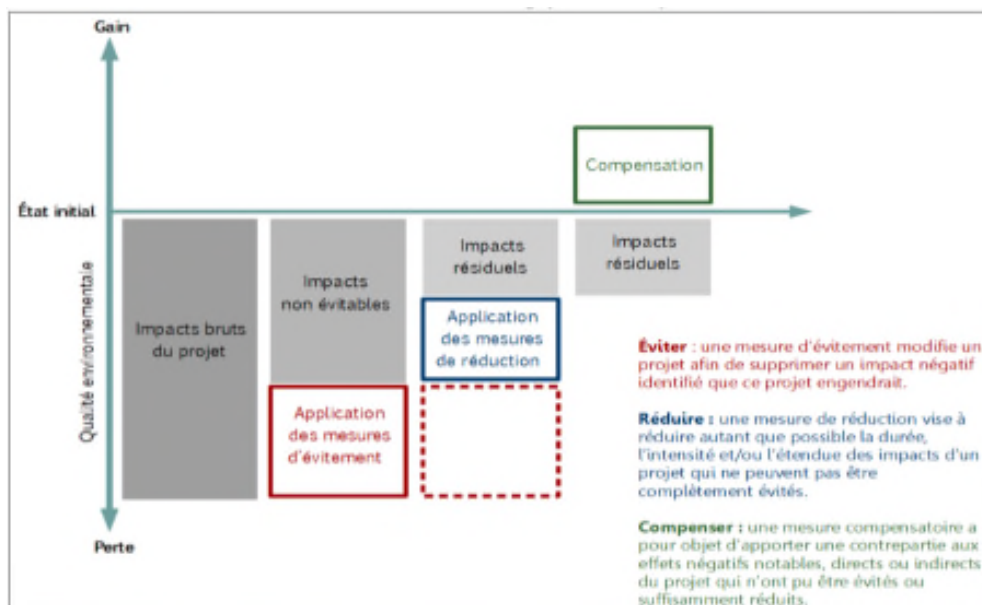 Gain
Compensation
État initial
Impacts bruts
du projet
Impacts
non évitables
Impacts
résiduels
Impacts
résiduels
Application
des mesures
de réduction
Application
des mesures
d'évitement
Qualité environnementale
Perte
Éviter : une mesure d'évitement modifie un
projet afin de supprimer un impact négatif
identifié que ce projet engendrait.
Réduire : une mesure de réduction vise à
réduire autant que possible la durée,
l'intensité et/ou l'étendue des impacts d'un
projet qui ne peuvent pas être
complètement évités.
Compenser : une mesure compensatoire a
pour objet d'apporter une contrepartie aux
effets négatifs notables, directs ou indirects
du projet qui n'ont pu être évités ou
suffisamment réduits.